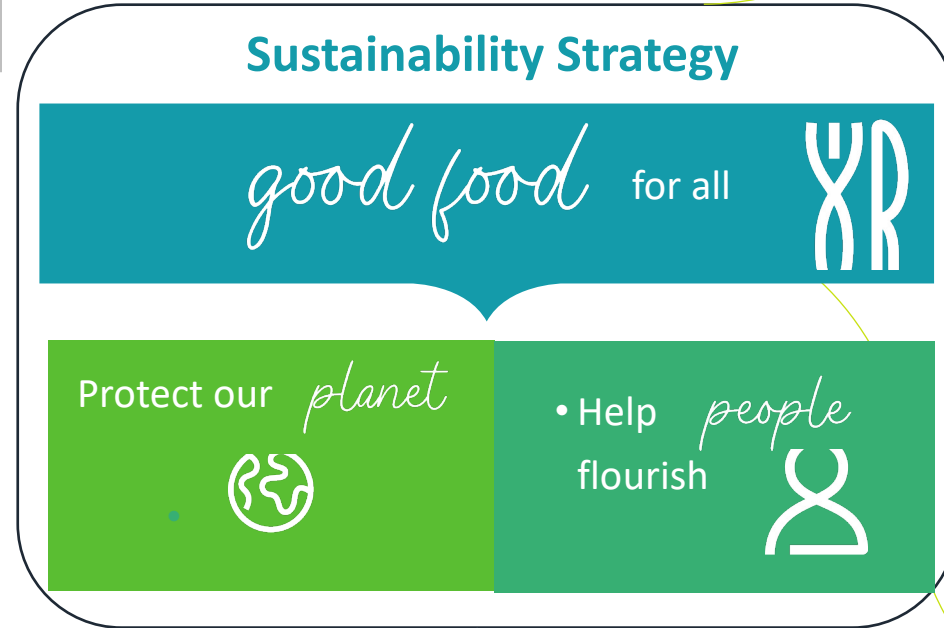 Sustainability Strategy
good food for all
Protect our planet
• Help people
flourish